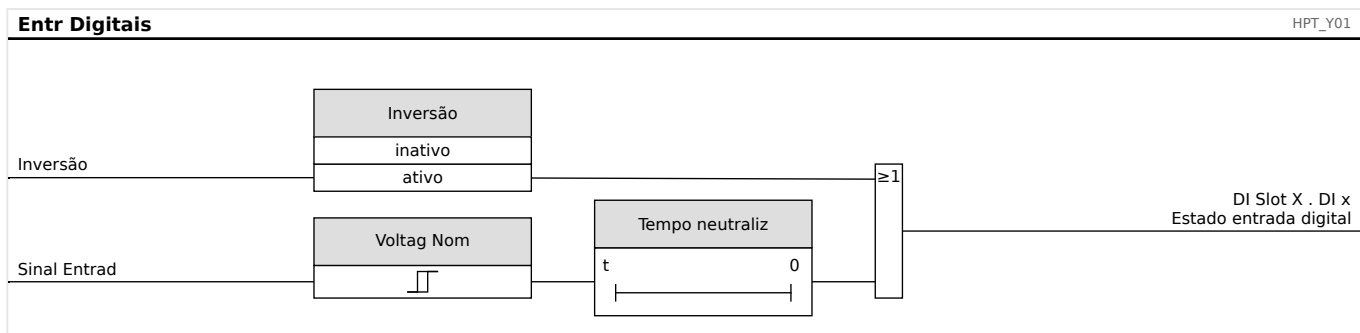 Entr Digitais
HPT_Y01
Inversão
inativo
Inversão
ativo
≥1
DI Slot X . DI x
Estado entrada digital
Voltag Nom
Tempo neutraliz
Sinal Entrad
t 0